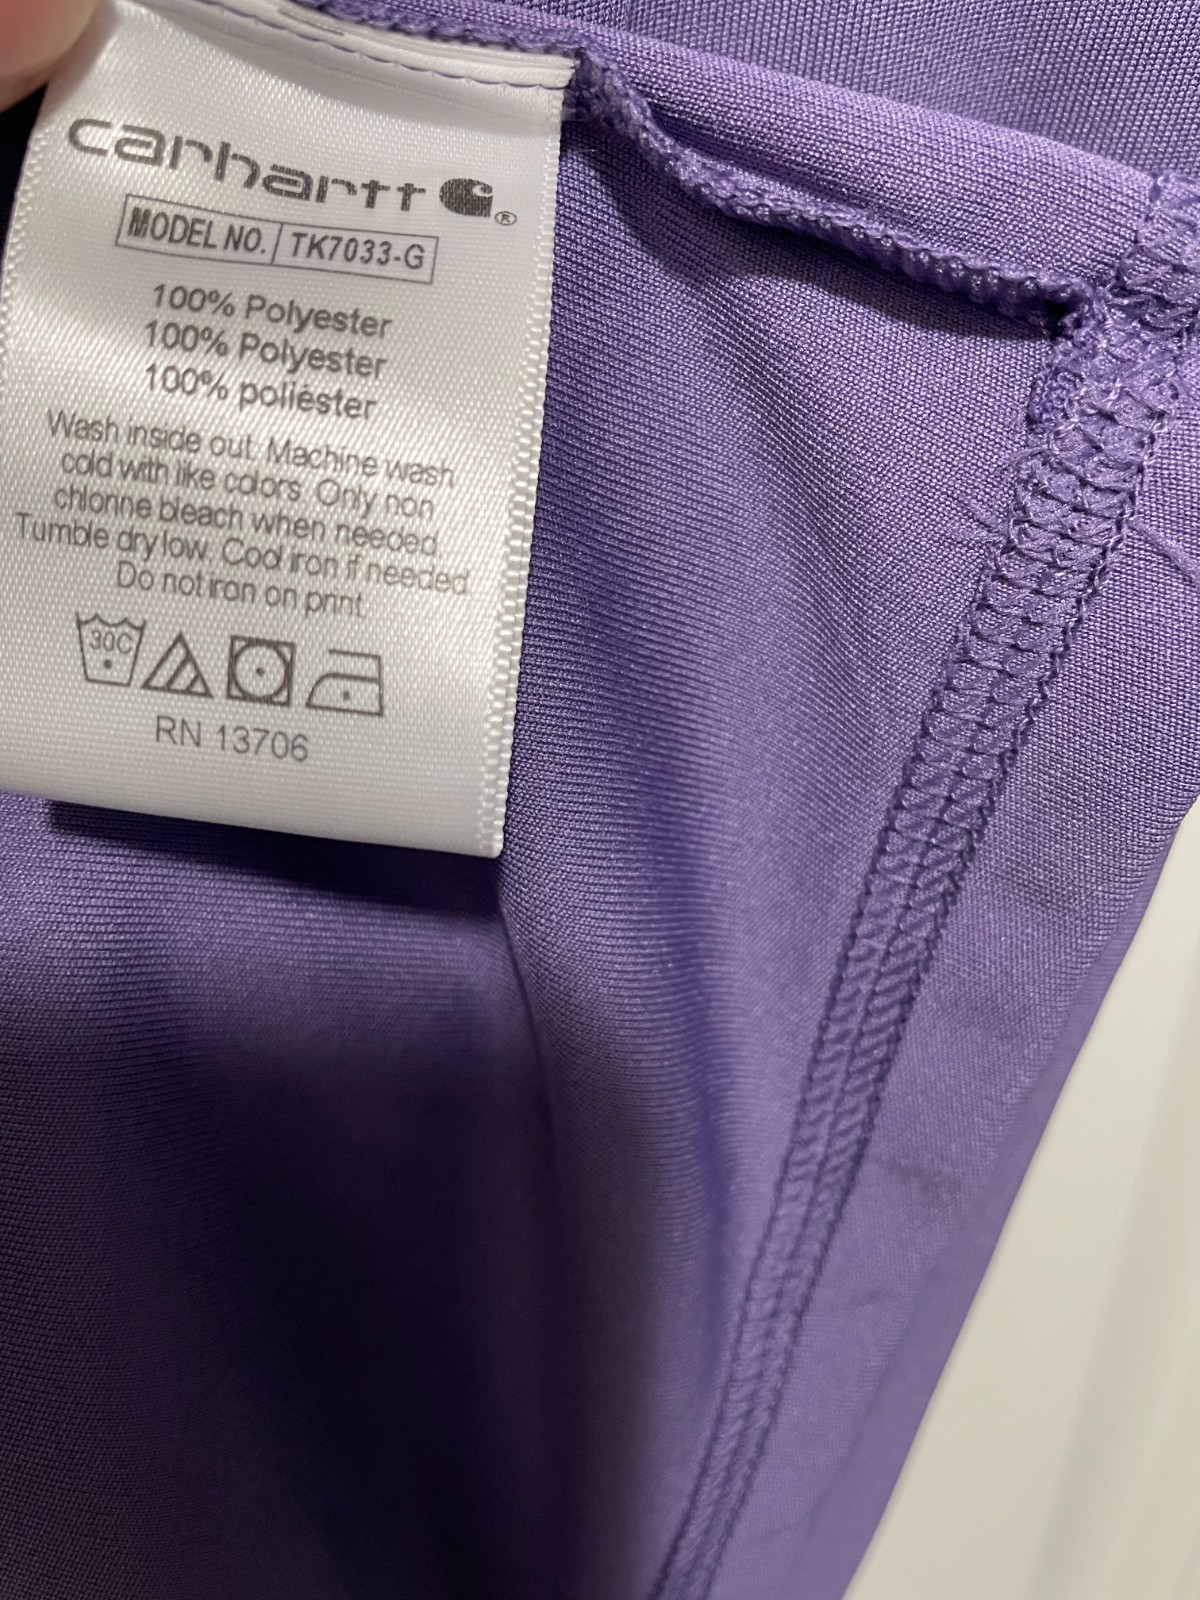 carhartt ®
MODEL NO. TK7033-G
100% Polyester
100% Polyester
100% poliéster
Wash inside out. Machine wash
cold with like colors. Only non
chlorine bleach when needed.
Tumble dry low. Cool iron if needed.
Do not iron on print.
30C
RN 13706